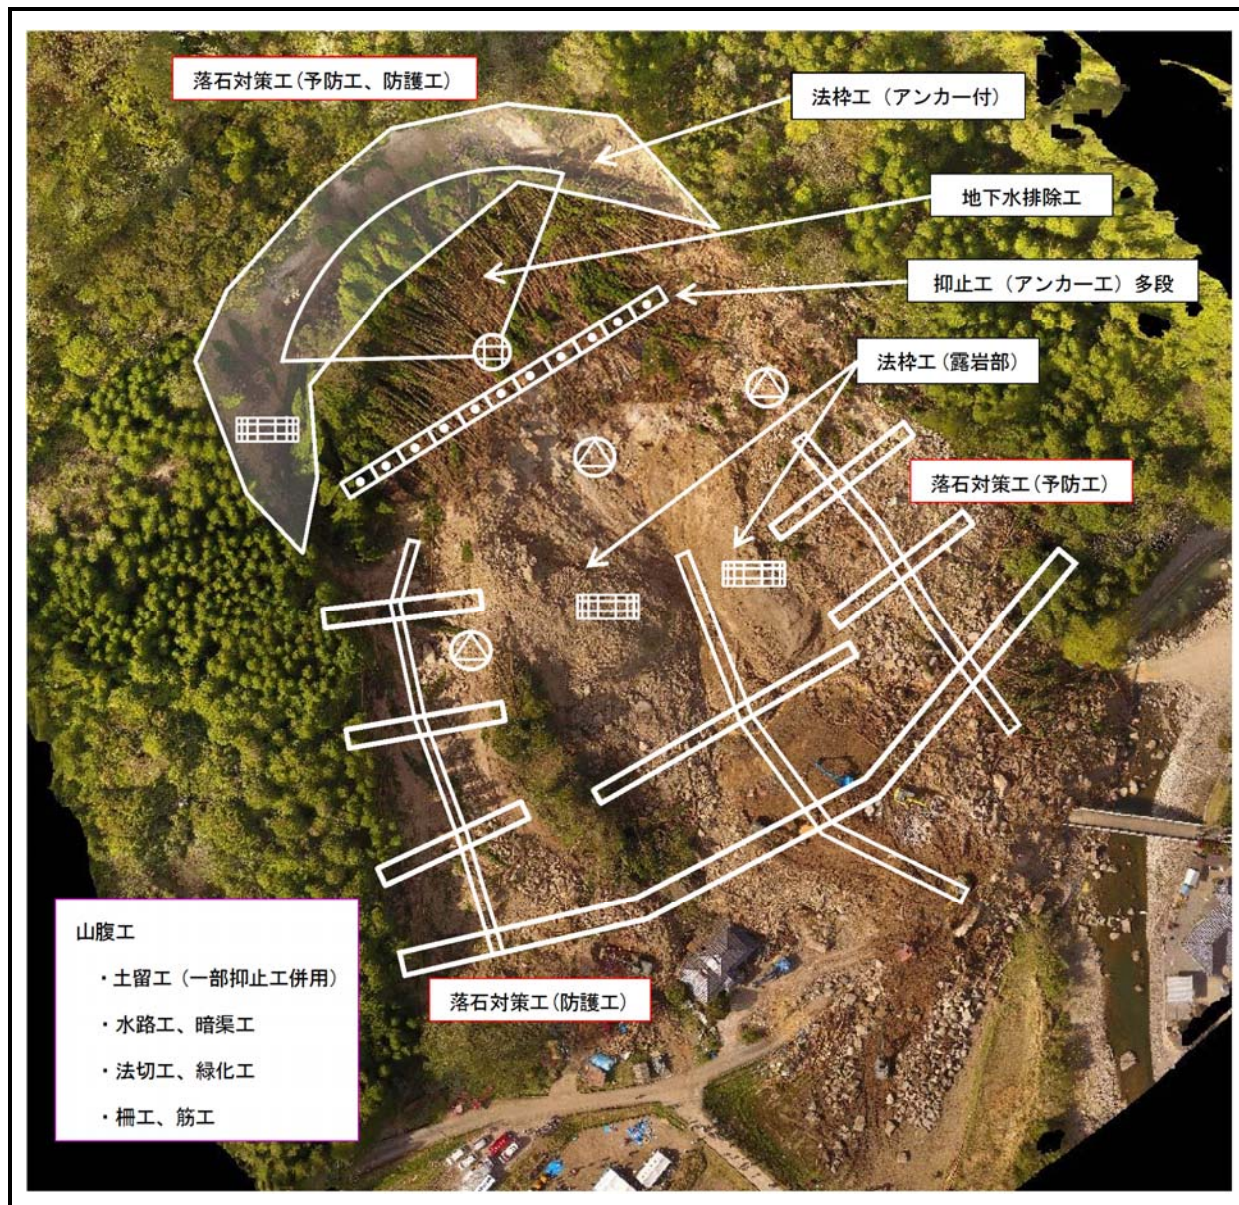 落石対策工(予防工、防護工)
法枠工（アンカー付）
地下水排除工
抑止工（アンカー工）多段
法枠工(露岩部)
落石対策工(予防工)
落石対策工(防護工)
山腹工
・土留工（一部抑止工併用）
・水路工、暗渠工
・法切工、緑化工
・柵工、筋工